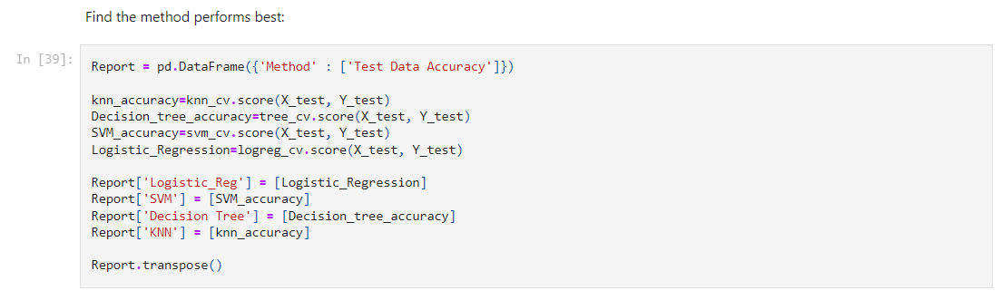 Find the method performs best:
In [39]:
Report = pd.DataFrame({'Method' : ['Test Data Accuracy']})
knn_accuracy=knn_cv.score(X_test, Y_test)
Decision_tree_accuracy=tree_cv.score(X_test, Y_test)
SVM_accuracy=svm_cv.score(X_test, Y_test)
Logistic_Regression=logreg_cv.score(X_test, Y_test)
Report['Logistic_Reg'] = [Logistic_Regression]
Report['SVM'] = [SVM_accuracy]
Report['Decision Tree'] = [Decision_tree_accuracy]
Report['KNN'] = [knn_accuracy]
Report.transpose()